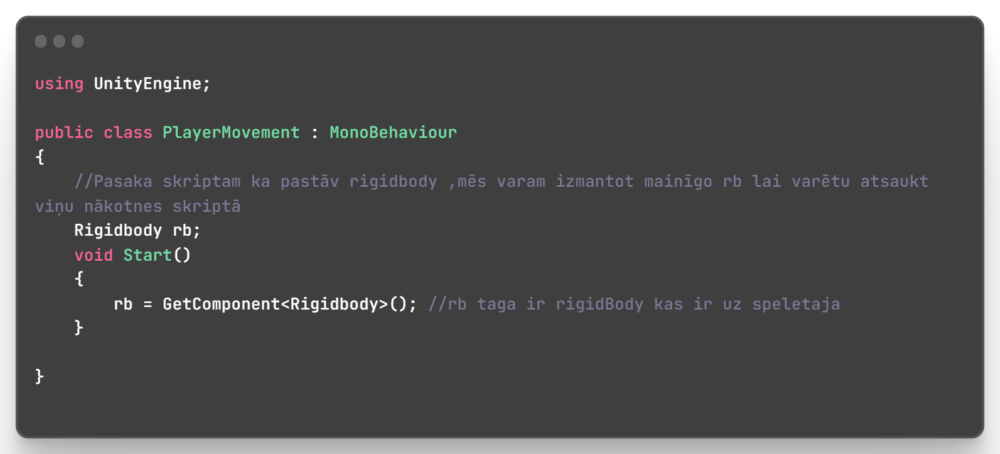 using UnityEngine;
public class PlayerMovement : MonoBehaviour
{
//Pasaka skriptam ka pastāv rigidbody ,mēs varam izmantot mainīgo rb lai varētu atsaukt
viņu nākotnes skriptā
Rigidbody rb;
void Start()
{
rb = GetComponent<Rigidbody>(); //rb taga ir rigidBody kas ir uz speletaja
}
}